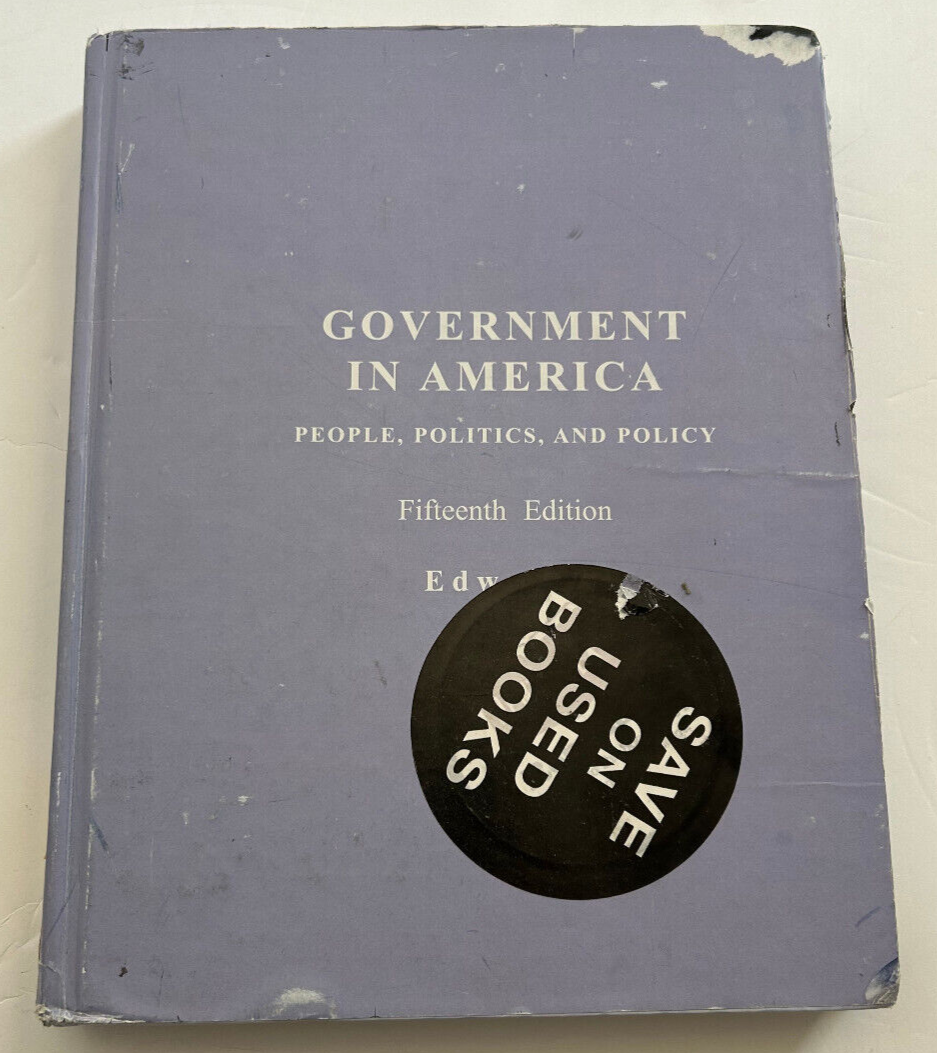 GOVERNMENT
IN AMERICA
PEOPLE, POLITICS, AND POLICY
Fifteenth Edition
Edw
SAVE
ON
USED
BOOKS